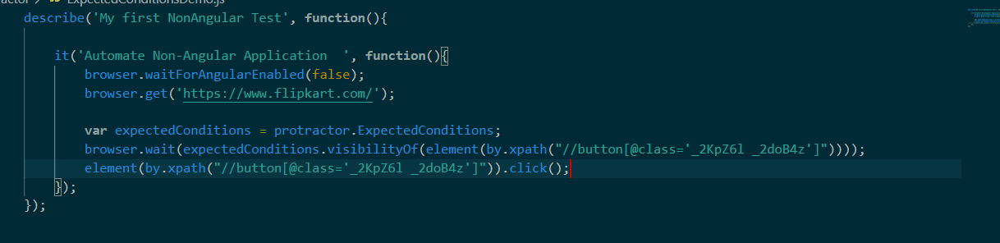 actor > ExpectedConditionsDemo.js
describe('My first NonAngular Test', function(){
it('Automate Non-Angular Application  ', function(){
browser.waitForAngularEnabled(false);
browser.get('https://www.flipkart.com/');
var expectedConditions = protractor.ExpectedConditions;
browser.wait(expectedConditions.visibilityOf(element(by.xpath("//button[@class='_2KpZ6l _2doB4z']"))));
element(by.xpath("//button[@class='_2KpZ6l _2doB4z']")).click();
});
});